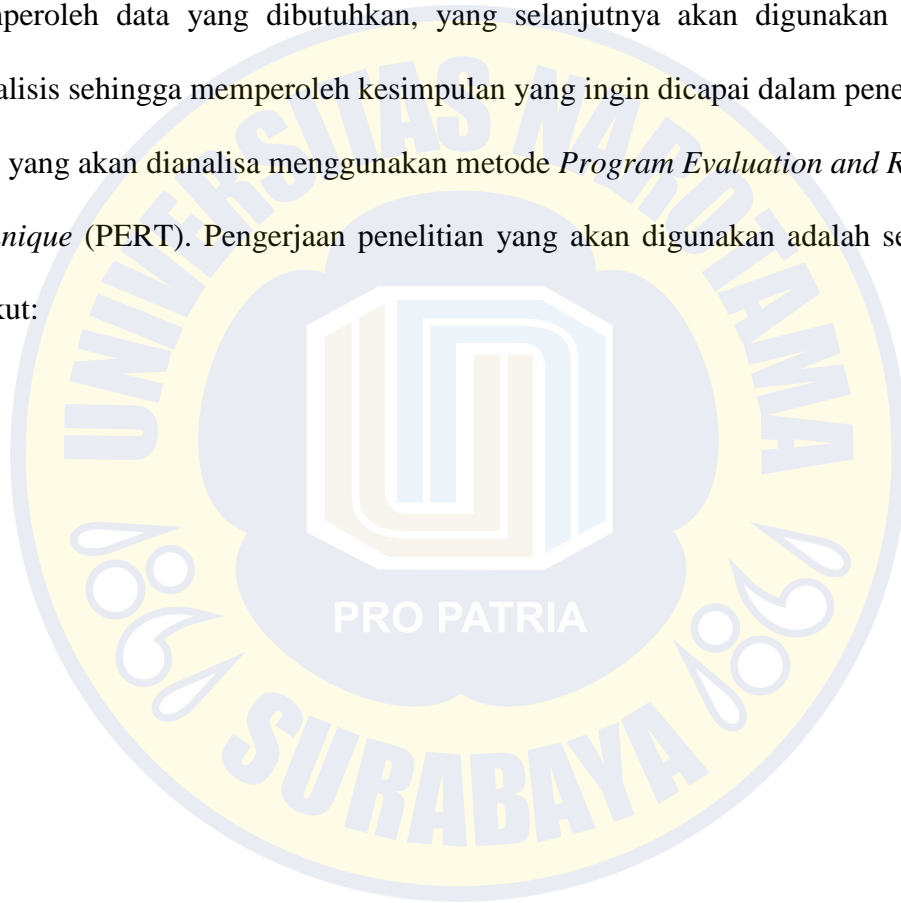 mperoleh data yang dibutuhkan, yang selanjutnya akan digunakan
alisis sehingga memperoleh kesimpulan yang ingin dicapai dalam pene
yang akan dianalisa menggunakan metode Program Evaluation and R
nique (PERT). Pengerjaan penelitian yang akan digunakan adalah se
kut:
UNIVERSITAS NAROTAMA
PRO PATRIA
SURABAYA